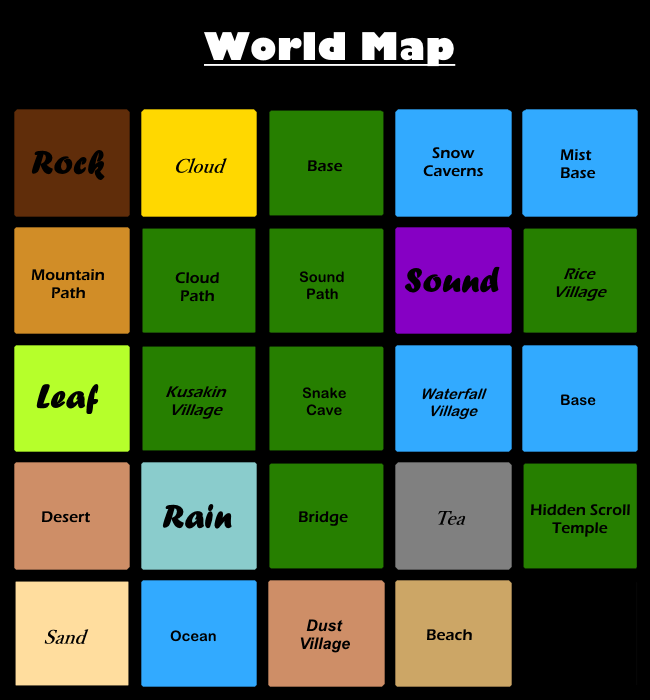 World Map
Rock
Cloud
Base
Snow
Caverns
Mist
Base
Mountain
Path
Cloud
Path
Sound
Path
Sound
Rice
Village
Leaf
Kusakin
Village
Snake
Cave
Waterfall
Village
Base
Desert
Rain
Bridge
Tea
Hidden Scroll
Temple
Sand
Ocean
Dust
Village
Beach